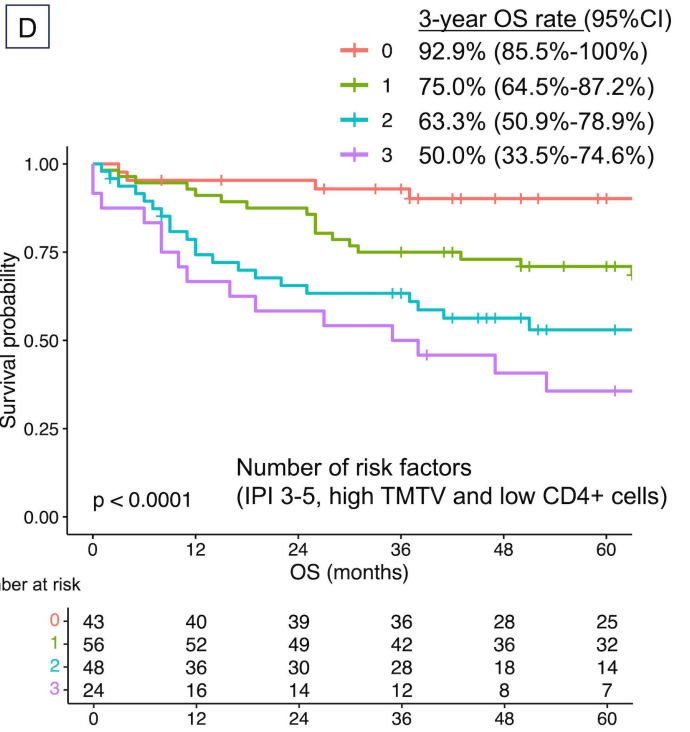 D
3-year OS rate (95%CI)
0 92.9% (85.5%-100%)
1 75.0% (64.5%-87.2%)
2 63.3% (50.9%-78.9%)
3 50.0% (33.5%-74.6%)
1.00
0.75
0.50
0.25
0.00
Survival probability
Number of risk factors
(IPI 3-5, high TMTV and low CD4+ cells)
p < 0.0001
0 12 24 36 48 60
OS (months)
ber at risk
0 43 40 39 36 28 25
1 56 52 49 42 36 32
2 48 36 30 28 18 14
3 24 16 14 12 8 7
0 12 24 36 48 60